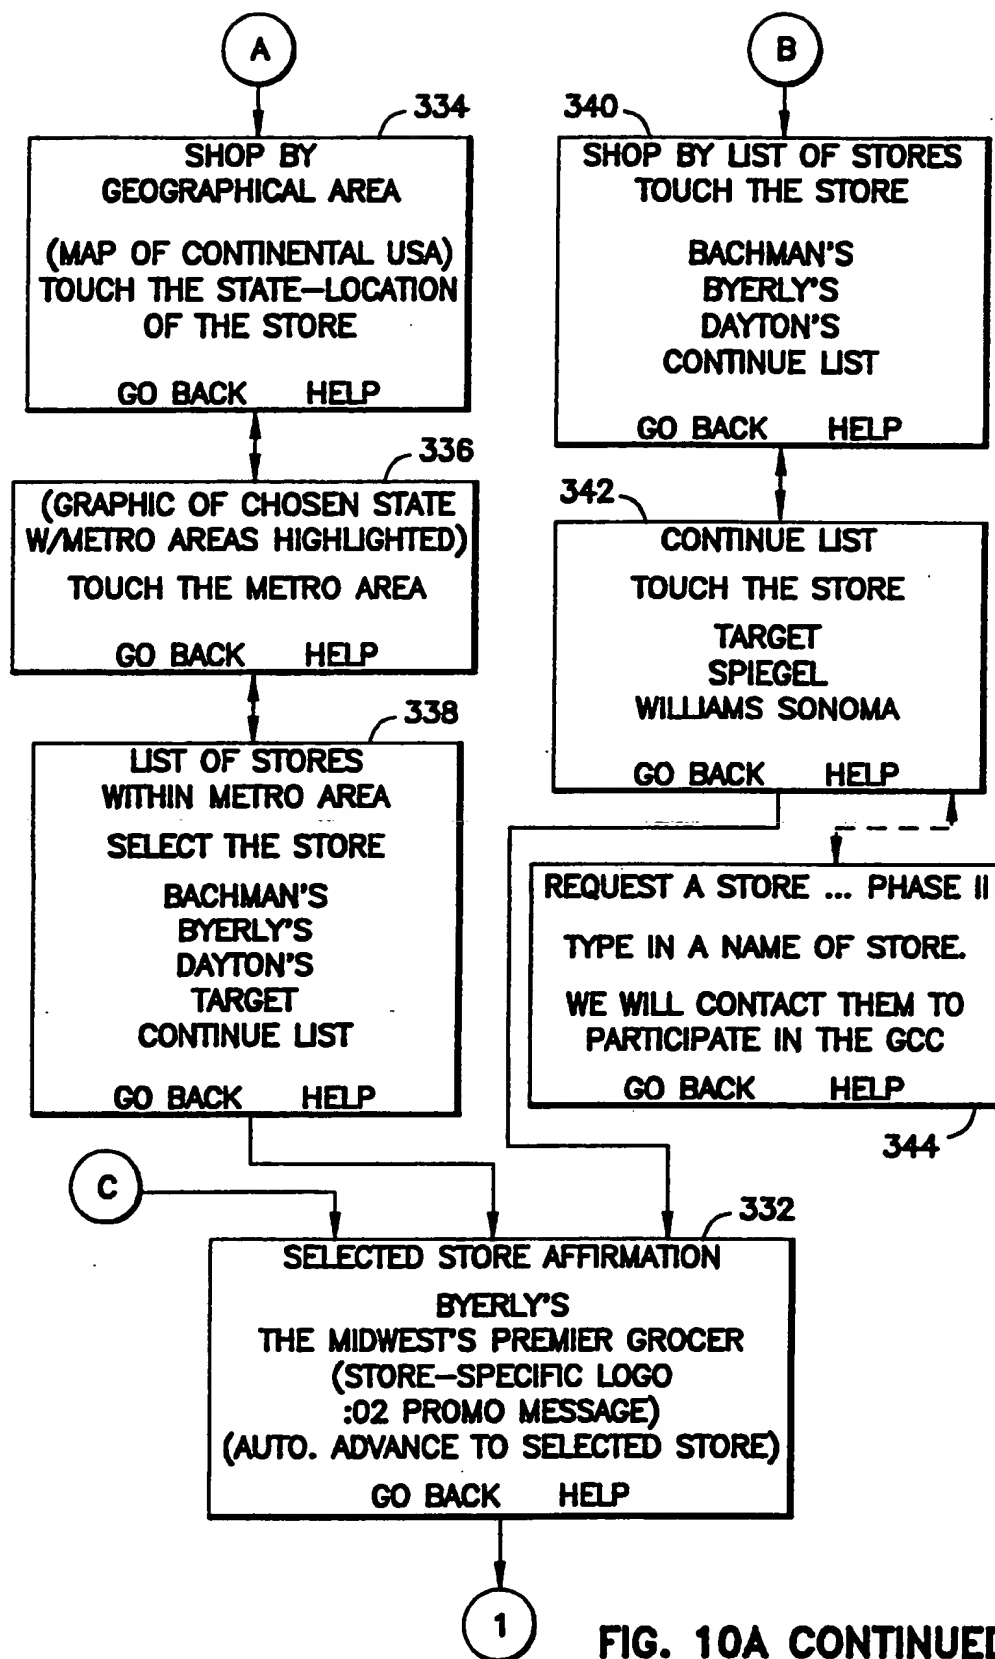 A
334
SHOP BY
GEOGRAPHICAL AREA
(MAP OF CONTINENTAL USA)
TOUCH THE STATE-LOCATION
OF THE STORE
GO BACK HELP
336
(GRAPHIC OF CHOSEN STATE
W/METRO AREAS HIGHLIGHTED)
TOUCH THE METRO AREA
GO BACK HELP
338
LIST OF STORES
WITHIN METRO AREA
SELECT THE STORE
BACHMAN'S
BYERLY'S
DAYTON'S
TARGET
CONTINUE LIST
GO BACK HELP
B
340
SHOP BY LIST OF STORES
TOUCH THE STORE
BACHMAN'S
BYERLY'S
DAYTON'S
CONTINUE LIST
GO BACK HELP
342
CONTINUE LIST
TOUCH THE STORE
TARGET
SPIEGEL
WILLIAMS SONOMA
GO BACK HELP
REQUEST A STORE ... PHASE II
TYPE IN A NAME OF STORE.
WE WILL CONTACT THEM TO
PARTICIPATE IN THE GCC
GO BACK HELP
344
C
332
SELECTED STORE AFFIRMATION
BYERLY'S
THE MIDWEST'S PREMIER GROCER
(STORE-SPECIFIC LOGO
:02 PROMO MESSAGE)
(AUTO. ADVANCE TO SELECTED STORE)
GO BACK HELP
1
FIG. 10A CONTINUED